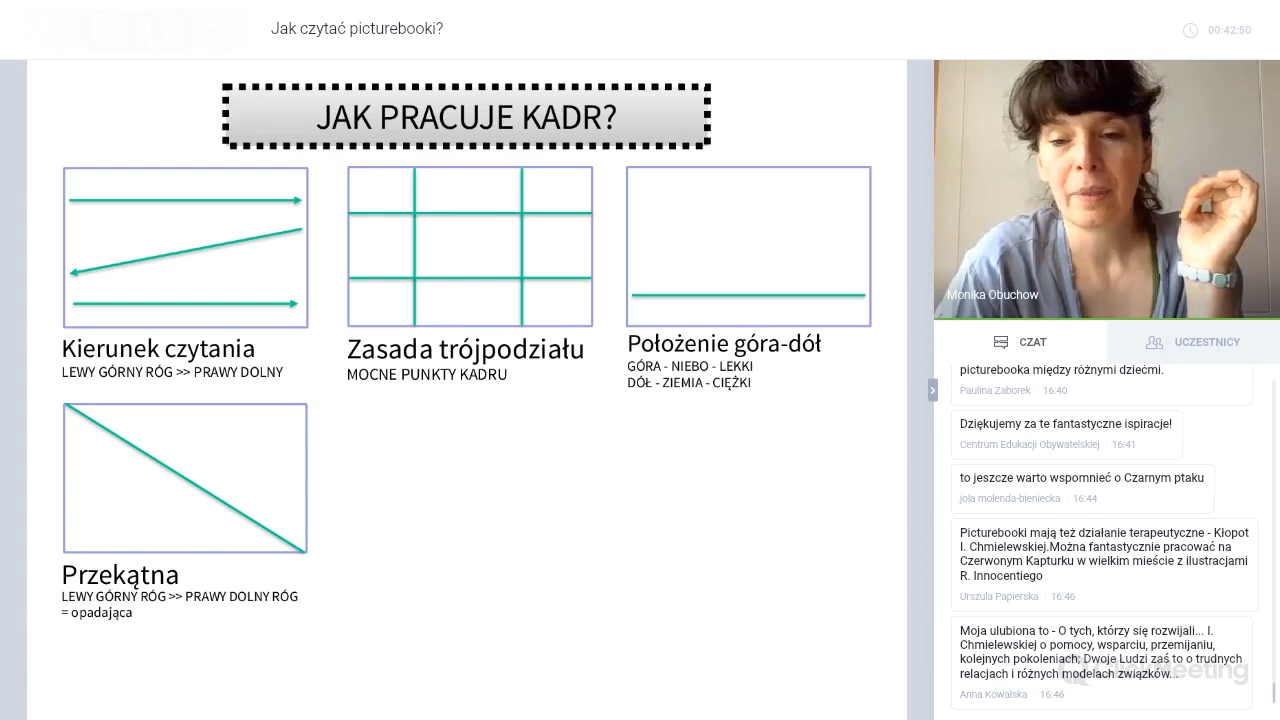 CEO
Jak czytać picturebooki?
00:42:50
JAK PRACUJE KADR?
Kierunek czytania
LEWY GÓRNY RÓG >> PRAWY DOLNY
Zasada trójpodziału
MOCNE PUNKTY KADRU
Położenie góra-dół
GÓRA - NIEBO - LEKKI
DÓŁ - ZIEMIA - CIĘŻKI
Przekątna
LEWY GÓRNY RÓG >> PRAWY DOLNY RÓG
= opadająca
Monika Obuchow
CZAT
UCZESTNICY
picturebooka między różnymi dziećmi.
Paulina Zaborek · 16:40
Dziękujemy za te fantastyczne ispiracje!
Centrum Edukacji Obywatelskiej · 16:41
to jeszcze warto wspomnieć o Czarnym ptaku
jola molenda-bieniecka · 16:44
Picturebooki mają też działanie terapeutyczne - Kłopot
I. Chmielewskiej.Można fantastycznie pracować na
Czerwonym Kapturku w wielkim mieście z ilustracjami
R. Innocentiego
Urszula Papierska · 16:46
Moja ulubiona to - O tych, którzy się rozwijali... I.
Chmielewskiej o pomocy, wsparciu, przemijaniu,
kolejnych pokoleniach; Dwoje Ludzi zaś to o trudnych
relacjach i różnych modelach związków...
Anna Kowalska · 16:46
ClickMeeting